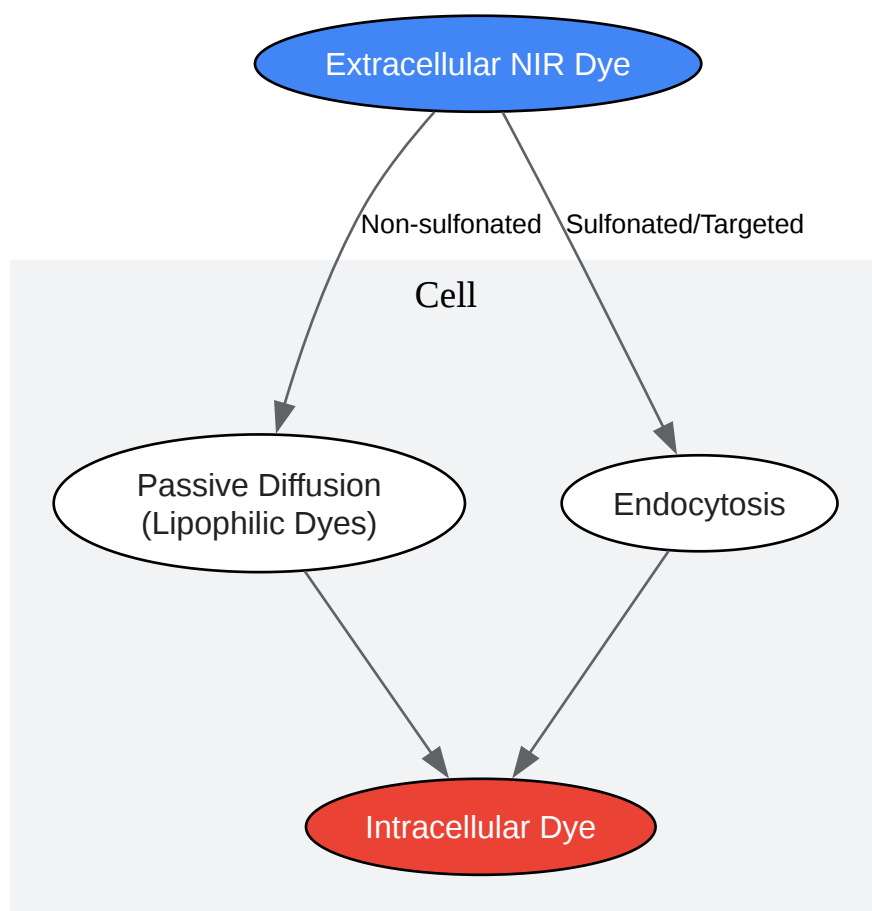 Extracellular NIR Dye
Non-sulfonated
Sulfonated/Targeted
Cell
Passive Diffusion
(Lipophilic Dyes)
Endocytosis
Intracellular Dye